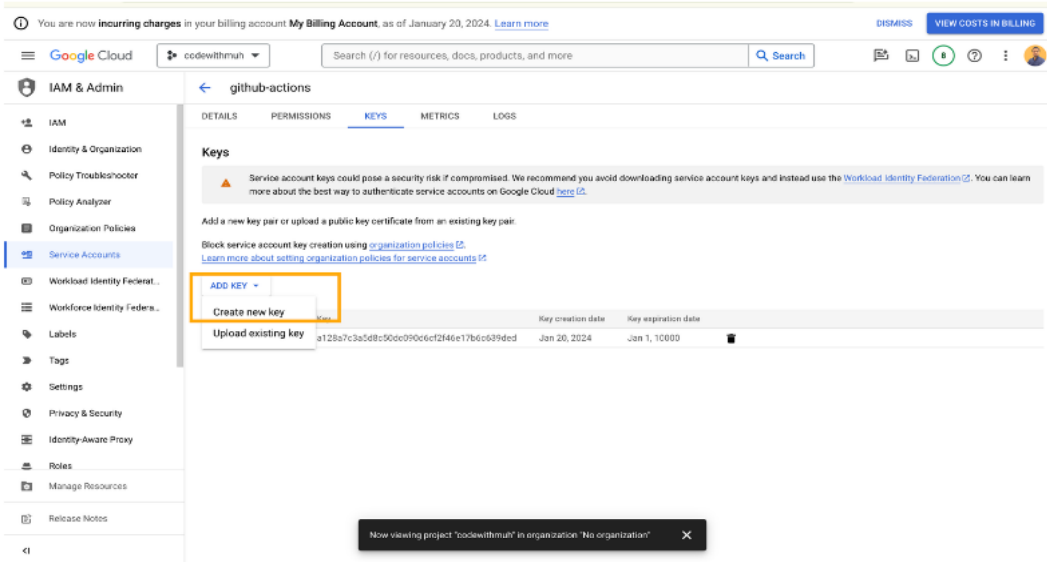 You are now incurring charges in your billing account My Billing Account, as of January 20, 2024. Learn more
DISMISS
VIEW COSTS IN BILLING
Google Cloud
codewithmuh
Search (/) for resources, docs, products, and more
Search
8
IAM & Admin
github-actions
IAM
Identity & Organization
Policy Troubleshooter
Policy Analyzer
Organization Policies
Service Accounts
Workload Identity Federat...
Workforce Identity Federa...
Labels
Tags
Settings
Privacy & Security
Identity-Aware Proxy
Roles
Manage Resources
Release Notes
DETAILS
PERMISSIONS
KEYS
METRICS
LOGS
Keys
Service account keys could pose a security risk if compromised. We recommend you avoid downloading service account keys and instead use the Workload Identity Federation. You can learn
more about the best way to authenticate service accounts on Google Cloud here.
Add a new key pair or upload a public key certificate from an existing key pair.
Block service account key creation using organization policies.
Learn more about setting organization policies for service accounts
ADD KEY
Create new key
Upload existing key
Key
Key creation date
Key expiration date
Jan 20, 2024
Jan 1, 10000
Now viewing project "codewithmuh" in organization "No organization"